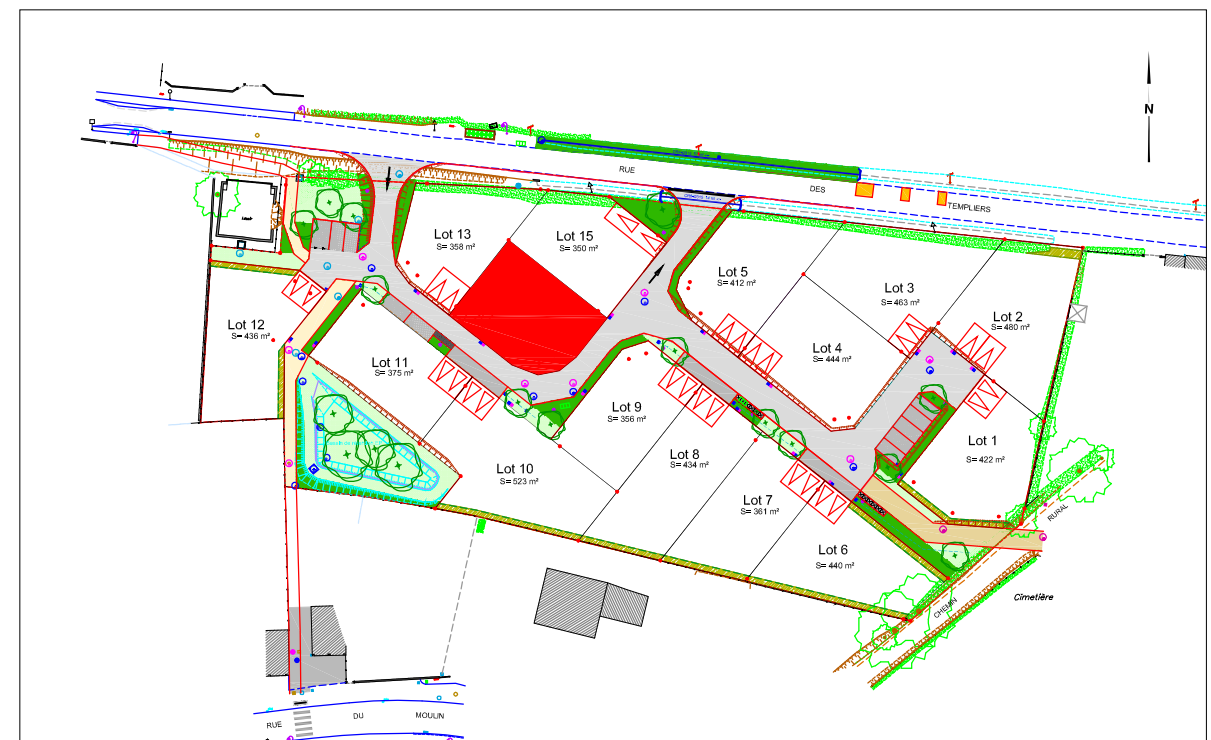 N
RUE
DES
TEMPLIERS
Lot 13
S= 358 m²
Lot 15
S= 350 m²
Lot 5
S= 412 m²
Lot 3
S= 463 m²
Lot 2
S= 480 m²
Lot 12
S= 436 m²
Lot 11
S= 375 m²
Lot 4
S= 444 m²
Lot 9
S= 356 m²
Lot 8
S= 434 m²
Lot 1
S= 422 m²
Lot 10
S= 523 m²
Lot 7
S= 361 m²
Lot 6
S= 440 m²
CHEMIN
RURAL
Cimetière
RUE
DU
MOULIN